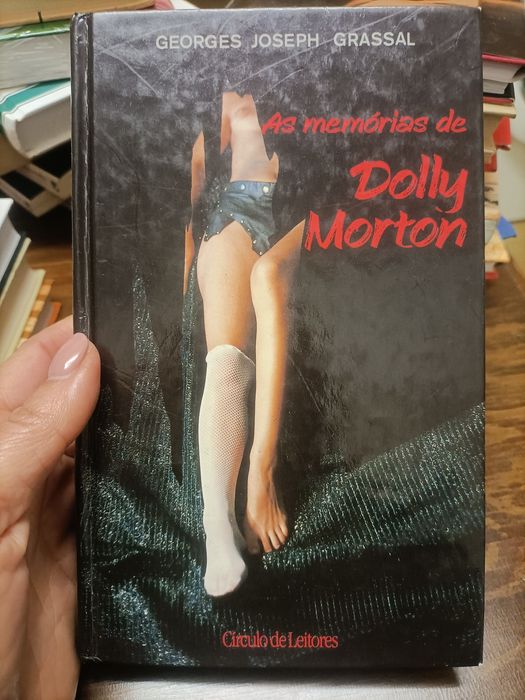 GEORGES JOSEPH GRASSAL
As memórias de
Dolly
Morton
Círculo de Leitores